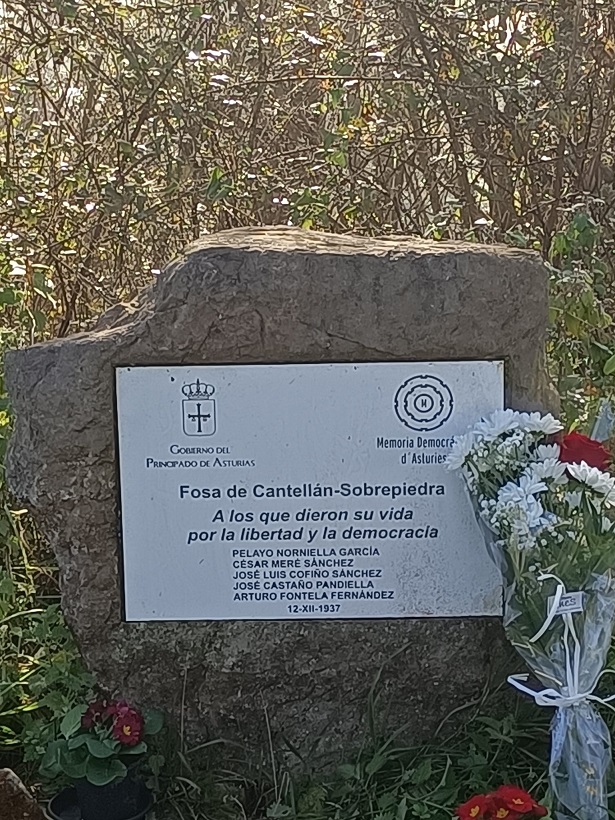 GOBIERNO DEL
PRINCIPADO DE ASTURIAS
M
Memoria
d'Asturies
Fosa de Cantellán-Sobrepiedra
A los que dieron su vida
por la libertad y la democracia
PELAYO NORNIELLA GARCÍA
CÉSAR MERÉ SÁNCHEZ
JOSÉ LUIS COFIÑO SÁNCHEZ
JOSÉ CASTAÑO PANDIELLA
ARTURO FONTELA FERNÁNDEZ
12-XII-1937